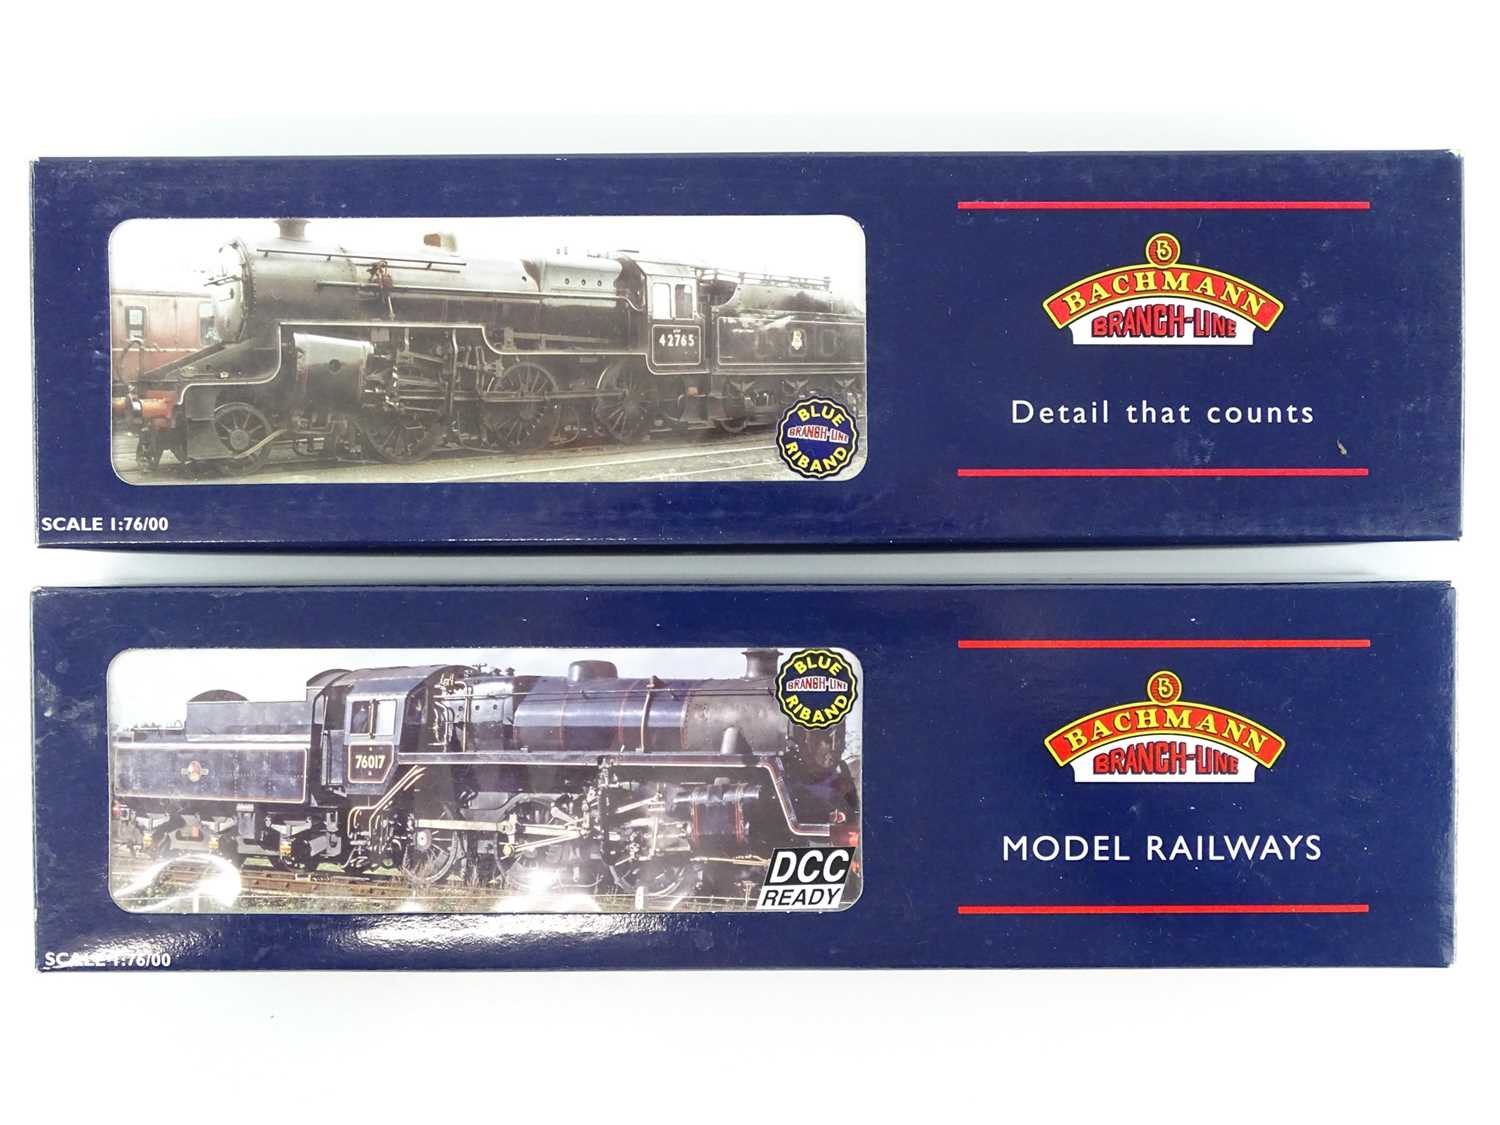 42765
BLUE
BRANCH-LINE
RIBAND
B
BACHMANN
BRANCH-LINE
Detail that counts
SCALE 1:76/00
76017
BLUE
BRANCH-LINE
RIBAND
DCC
READY
B
BACHMANN
BRANCH-LINE
MODEL RAILWAYS
SCALE 1:76/00